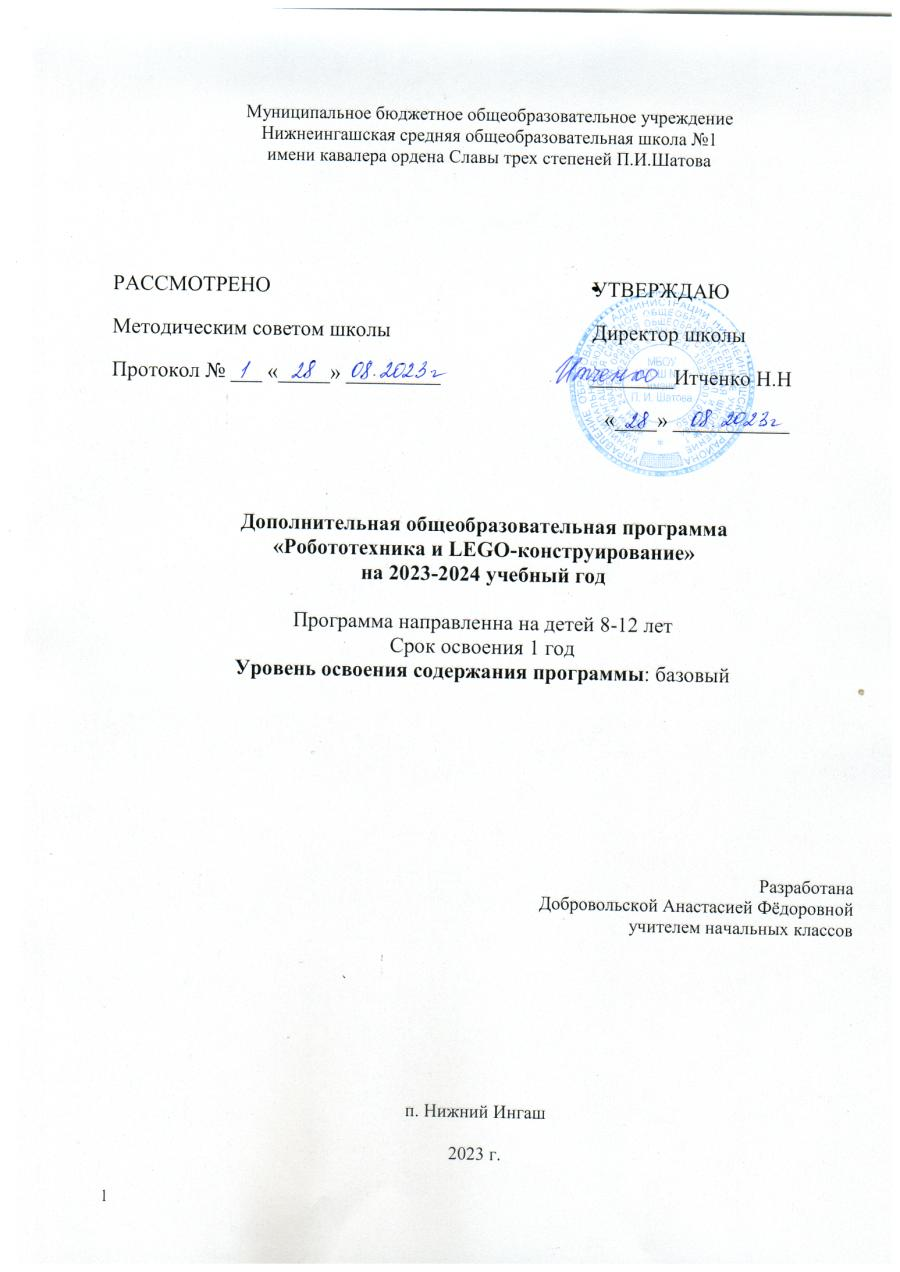 Муниципальное бюджетное общеобразовательное учреждение
Нижнеингашская средняя общеобразовательная школа №1
имени кавалера ордена Славы трех степеней П.И.Шатова
РАССМОТРЕНО
Методическим советом школы
Протокол № 1 « 28 » 08.2023г
УТВЕРЖДАЮ
Директор школы
Итченко Итченко Н.Н
« 28 » 08.2023г
МБОУ
П. И. Шатова
Дополнительная общеобразовательная программа
«Робототехника и LEGO-конструирование»
на 2023-2024 учебный год
Программа направленна на детей 8-12 лет
Срок освоения 1 год
Уровень освоения содержания программы: базовый
Разработана
Добровольской Анастасией Фёдоровной
учителем начальных классов
п. Нижний Ингаш
2023 г.
1